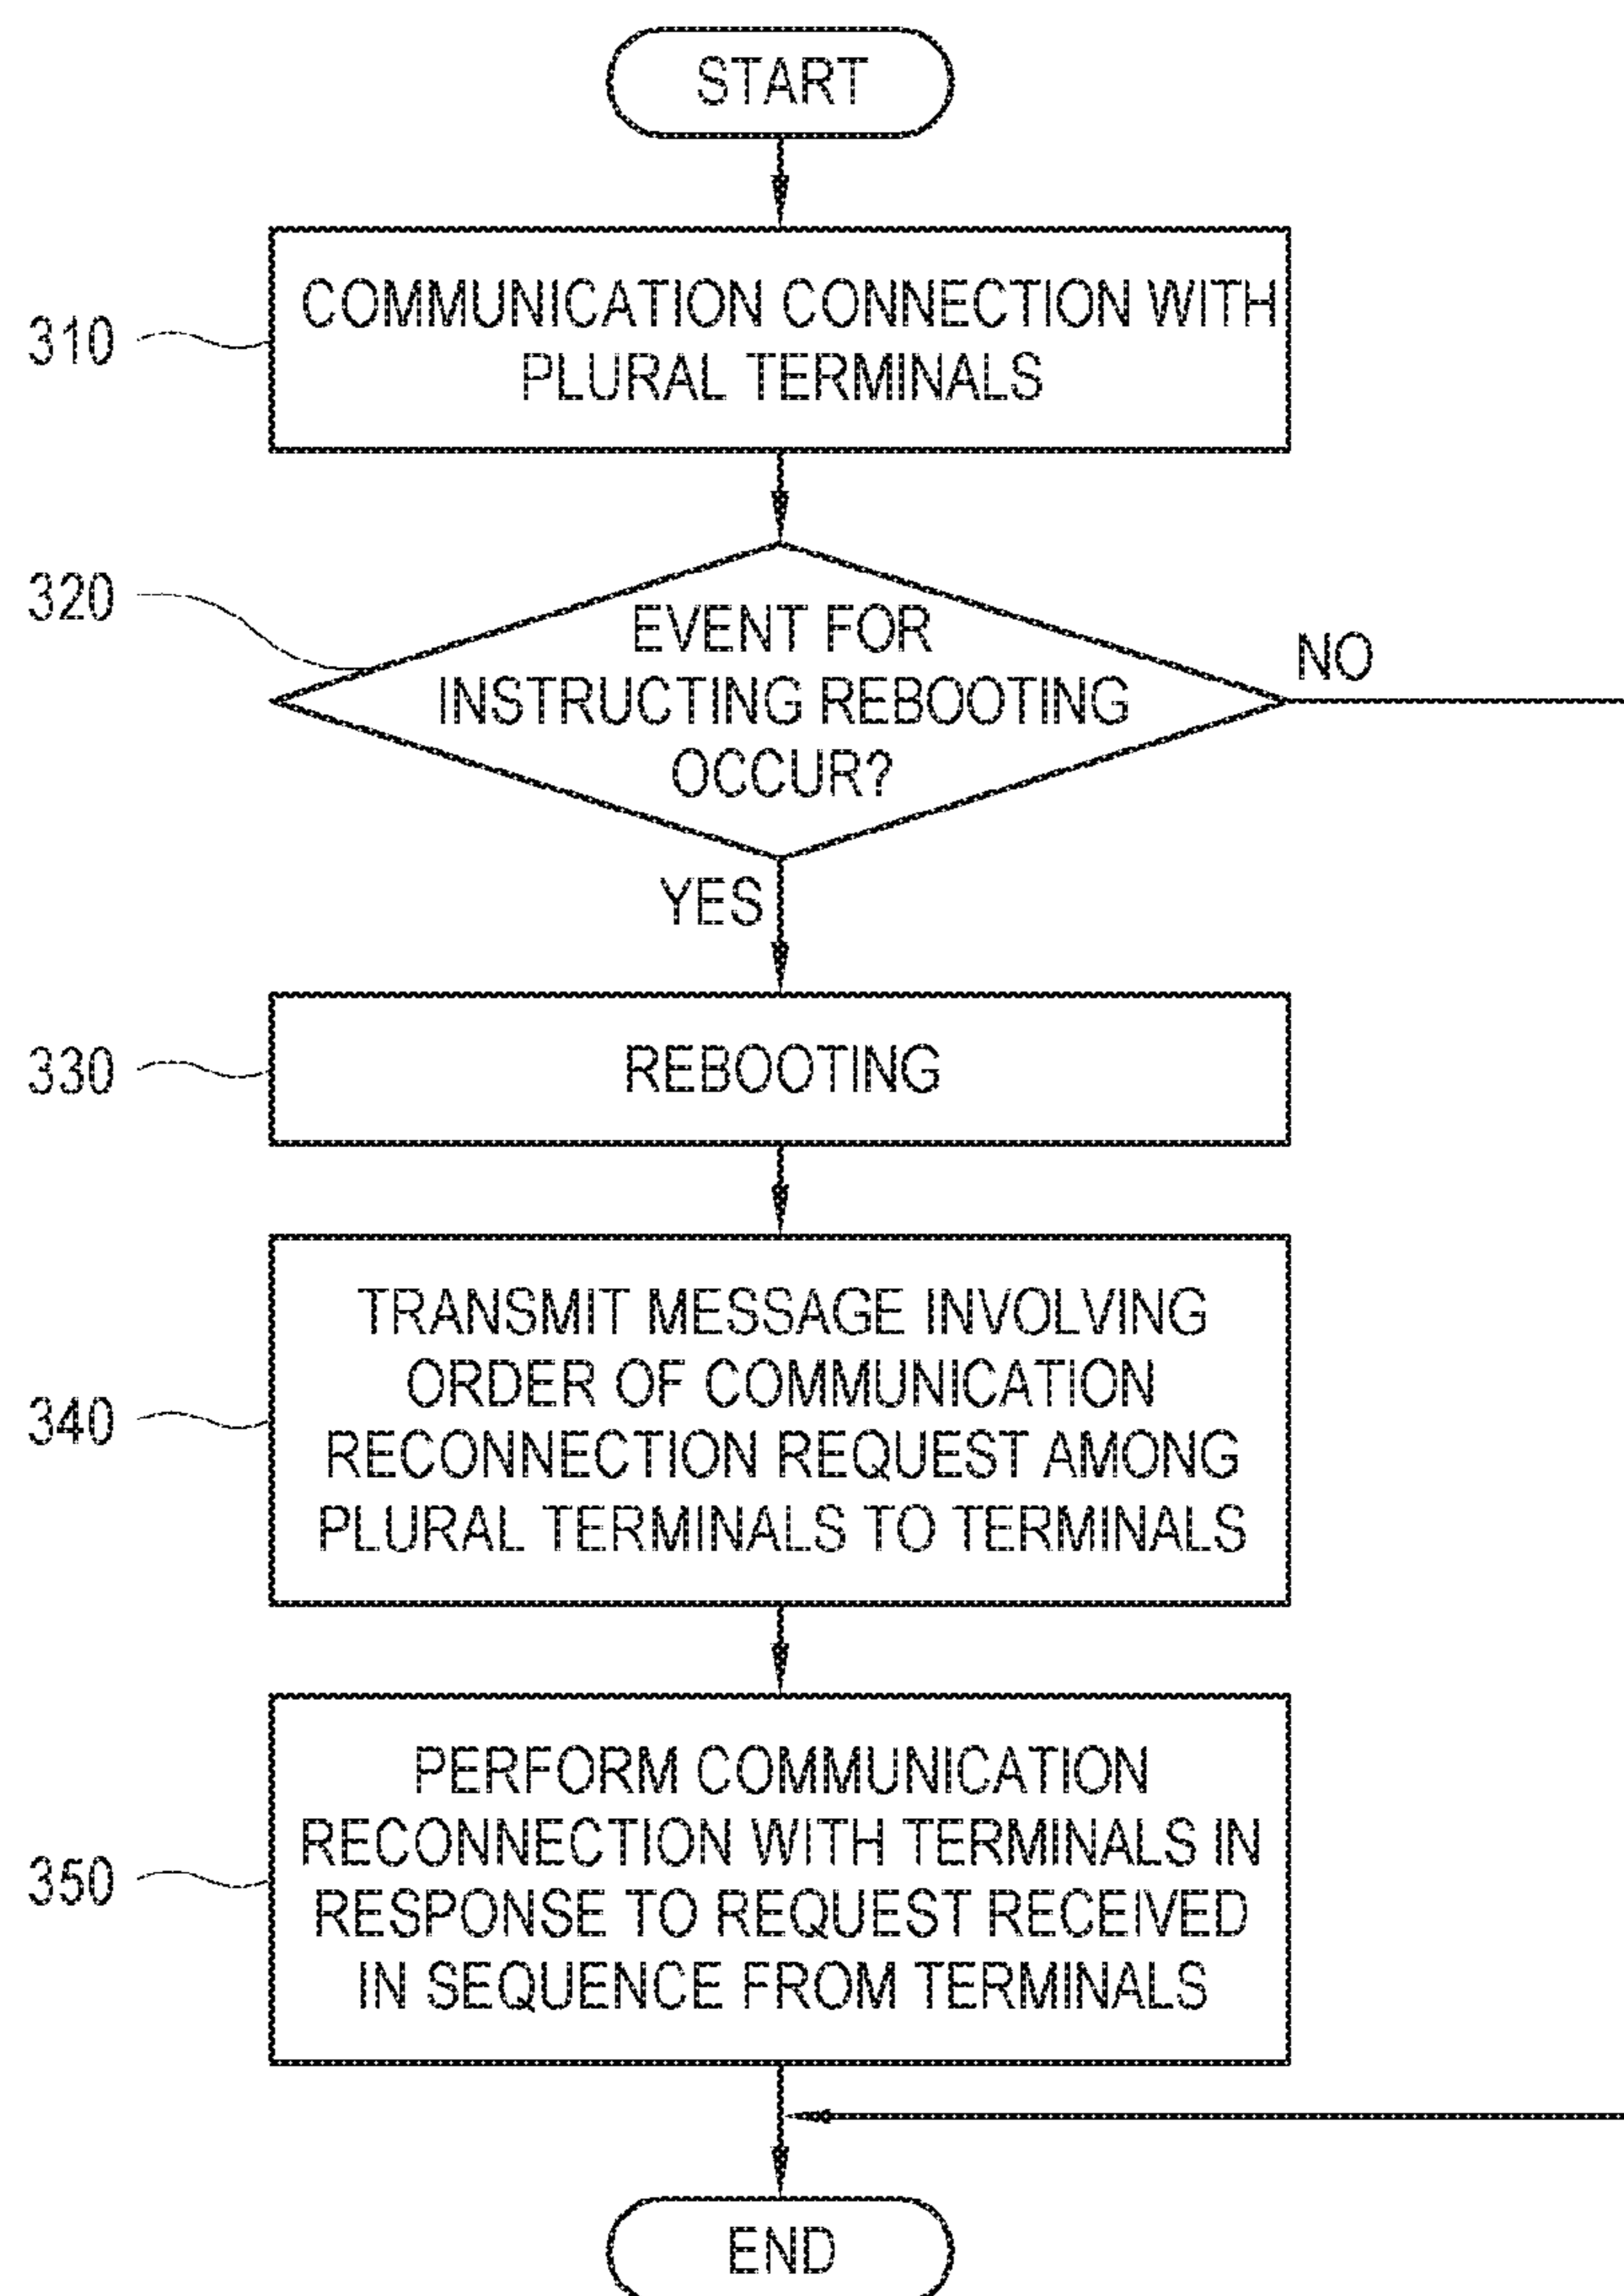 START
310
COMMUNICATION CONNECTION WITH
PLURAL TERMINALS
320
EVENT FOR
INSTRUCTING REBOOTING
OCCUR?
NO
YES
330
REBOOTING
340
TRANSMIT MESSAGE INVOLVING
ORDER OF COMMUNICATION
RECONNECTION REQUEST AMONG
PLURAL TERMINALS TO TERMINALS
350
PERFORM COMMUNICATION
RECONNECTION WITH TERMINALS IN
RESPONSE TO REQUEST RECEIVED
IN SEQUENCE FROM TERMINALS
END